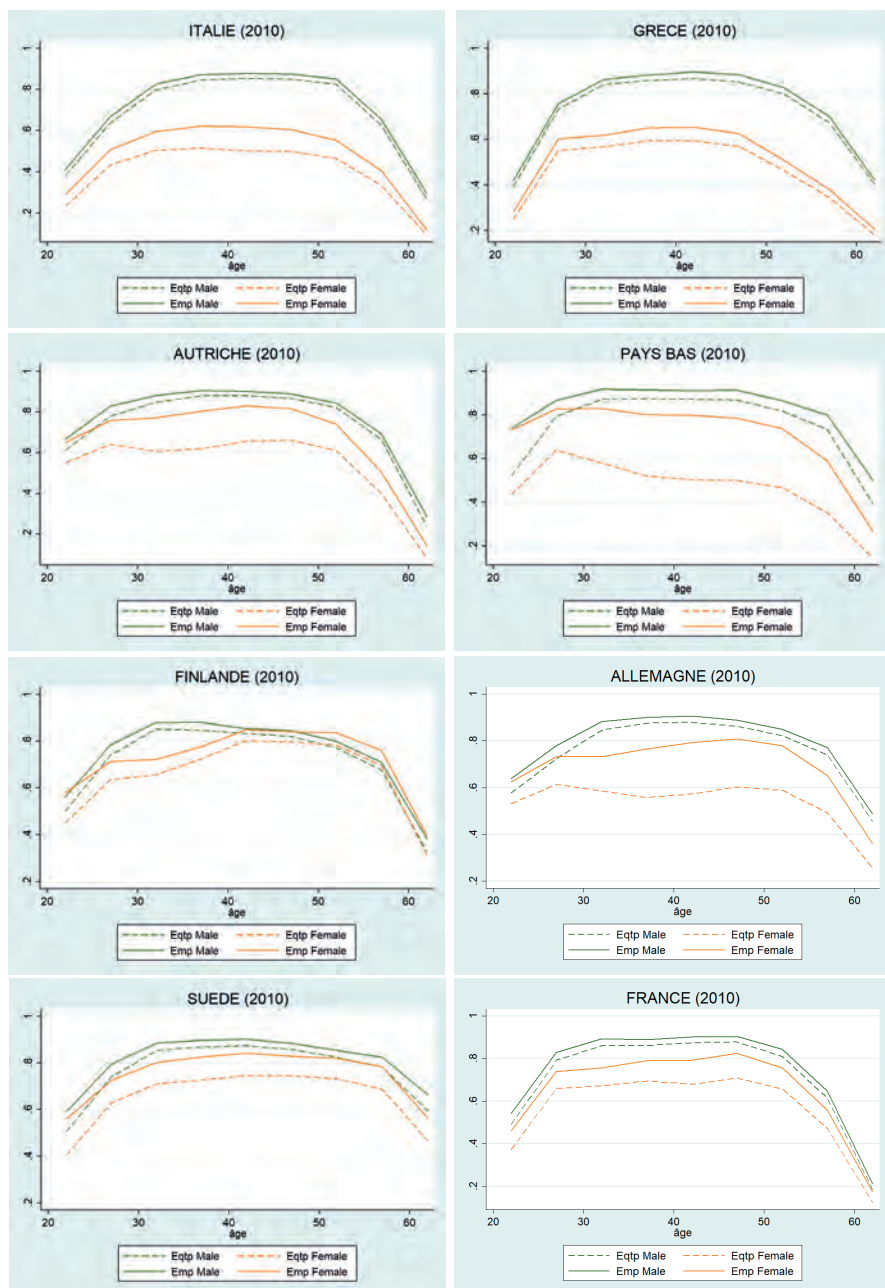 ITALIE (2010)
1
.8
.6
.4
.2
20 30 40 50 60
âge
Eqtp Male Eqtp Female
Emp Male Emp Female
GRECE (2010)
1
.8
.6
.4
.2
20 30 40 50 60
âge
Eqtp Male Eqtp Female
Emp Male Emp Female
AUTRICHE (2010)
1
.8
.6
.4
.2
20 30 40 50 60
âge
Eqtp Male Eqtp Female
Emp Male Emp Female
PAYS BAS (2010)
1
.8
.6
.4
.2
20 30 40 50 60
âge
Eqtp Male Eqtp Female
Emp Male Emp Female
FINLANDE (2010)
1
.8
.6
.4
.2
20 30 40 50 60
âge
Eqtp Male Eqtp Female
Emp Male Emp Female
ALLEMAGNE (2010)
1
.8
.6
.4
.2
20 30 40 50 60
âge
Eqtp Male Eqtp Female
Emp Male Emp Female
SUEDE (2010)
1
.8
.6
.4
.2
20 30 40 50 60
âge
Eqtp Male Eqtp Female
Emp Male Emp Female
FRANCE (2010)
1
.8
.6
.4
.2
20 30 40 50 60
âge
Eqtp Male Eqtp Female
Emp Male Emp Female